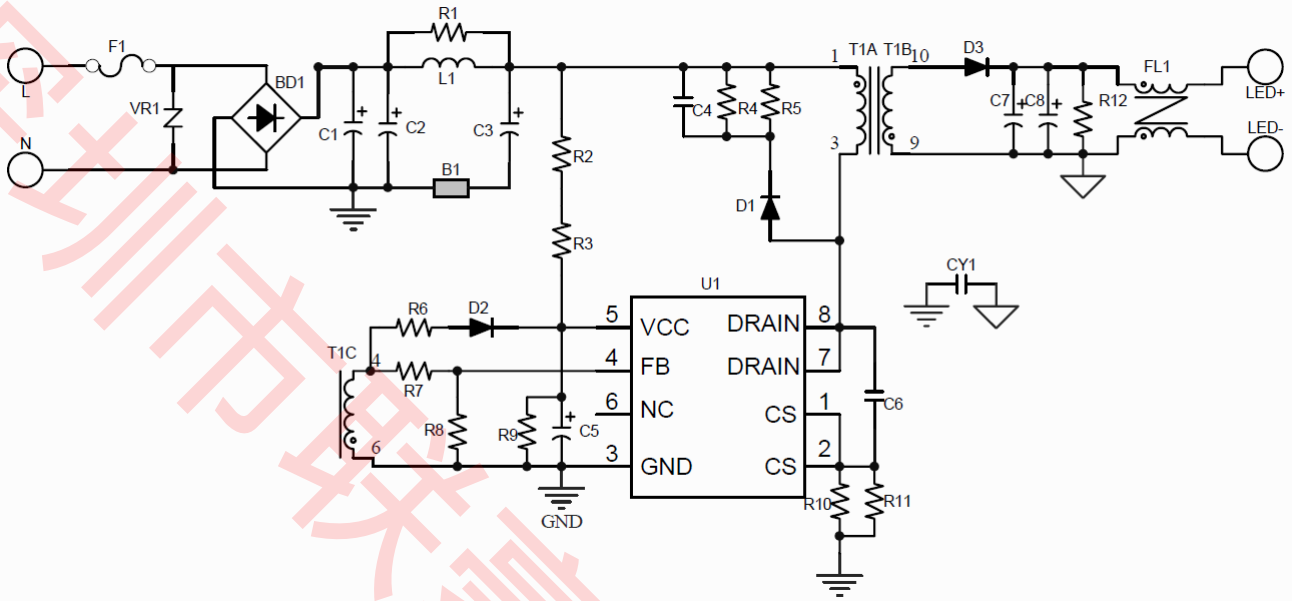 R1
F1
L
VR1
BD1
L1
C1
C2
C3
B1
N
R2
R3
C4
R4
R5
D1
1
T1A
T1B
10
3
9
D3
C7
C8
R12
FL1
LED+
LED-
CY1
U1
R6
D2
T1C
4
R7
R8
R9
C5
6
5
VCC
4
FB
6
NC
3
GND
DRAIN
8
DRAIN
7
CS
1
CS
2
C6
R10
R11
GND
圳市联